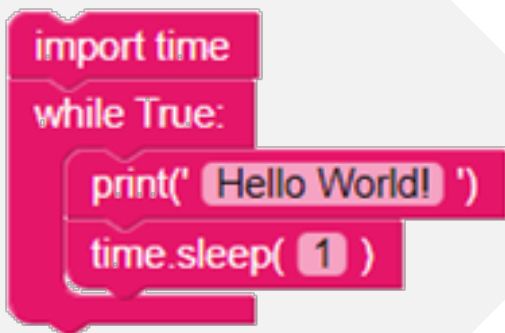 import time
while True:
print(' Hello World! ')
time.sleep( 1 )